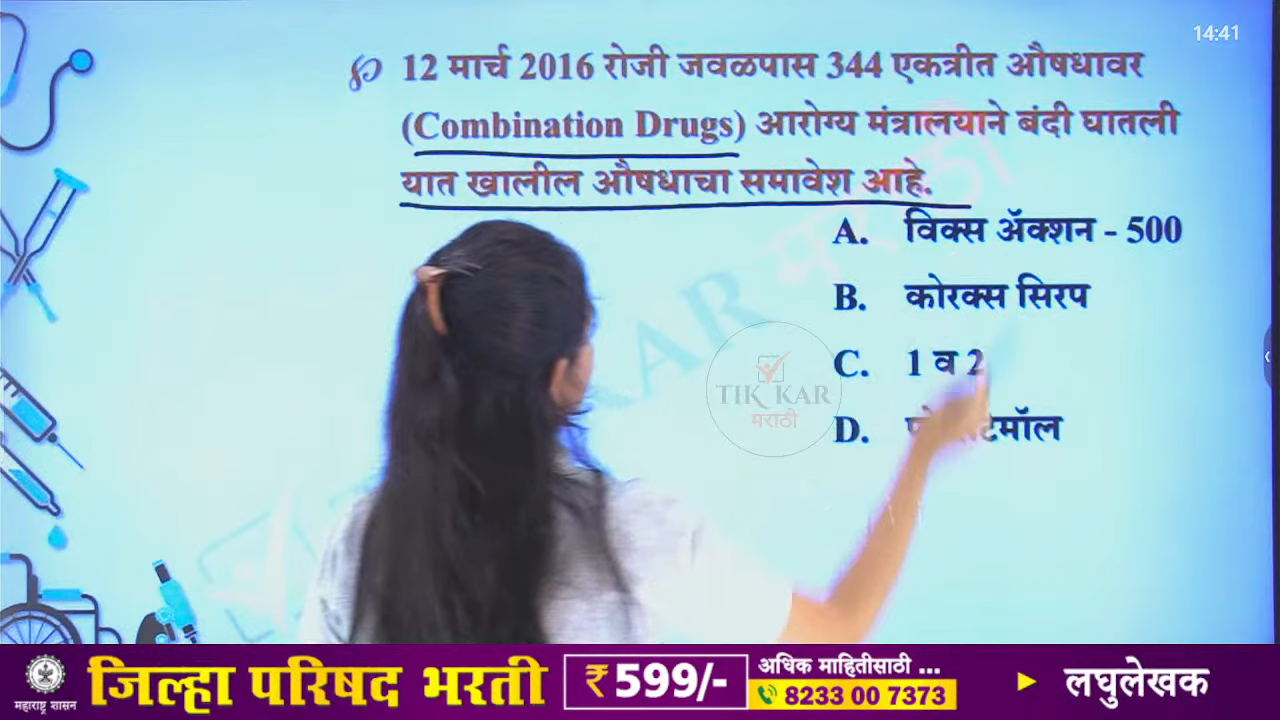 14:41
12 मार्च 2016 रोजी जवळपास 344 एकत्रीत औषधावर
(Combination Drugs) आरोग्य मंत्रालयाने बंदी घातली
यात खालील औषधाचा समावेश आहे.
A. विक्स ॲक्शन - 500
B. कोरक्स सिरप
C. 1 व 2
D.
TIK KAR
मराठी
महाराष्ट्र शासन
जिल्हा परिषद भरती
₹599/-
अधिक माहितीसाठी ...
8233 00 7373
लघुलेखक